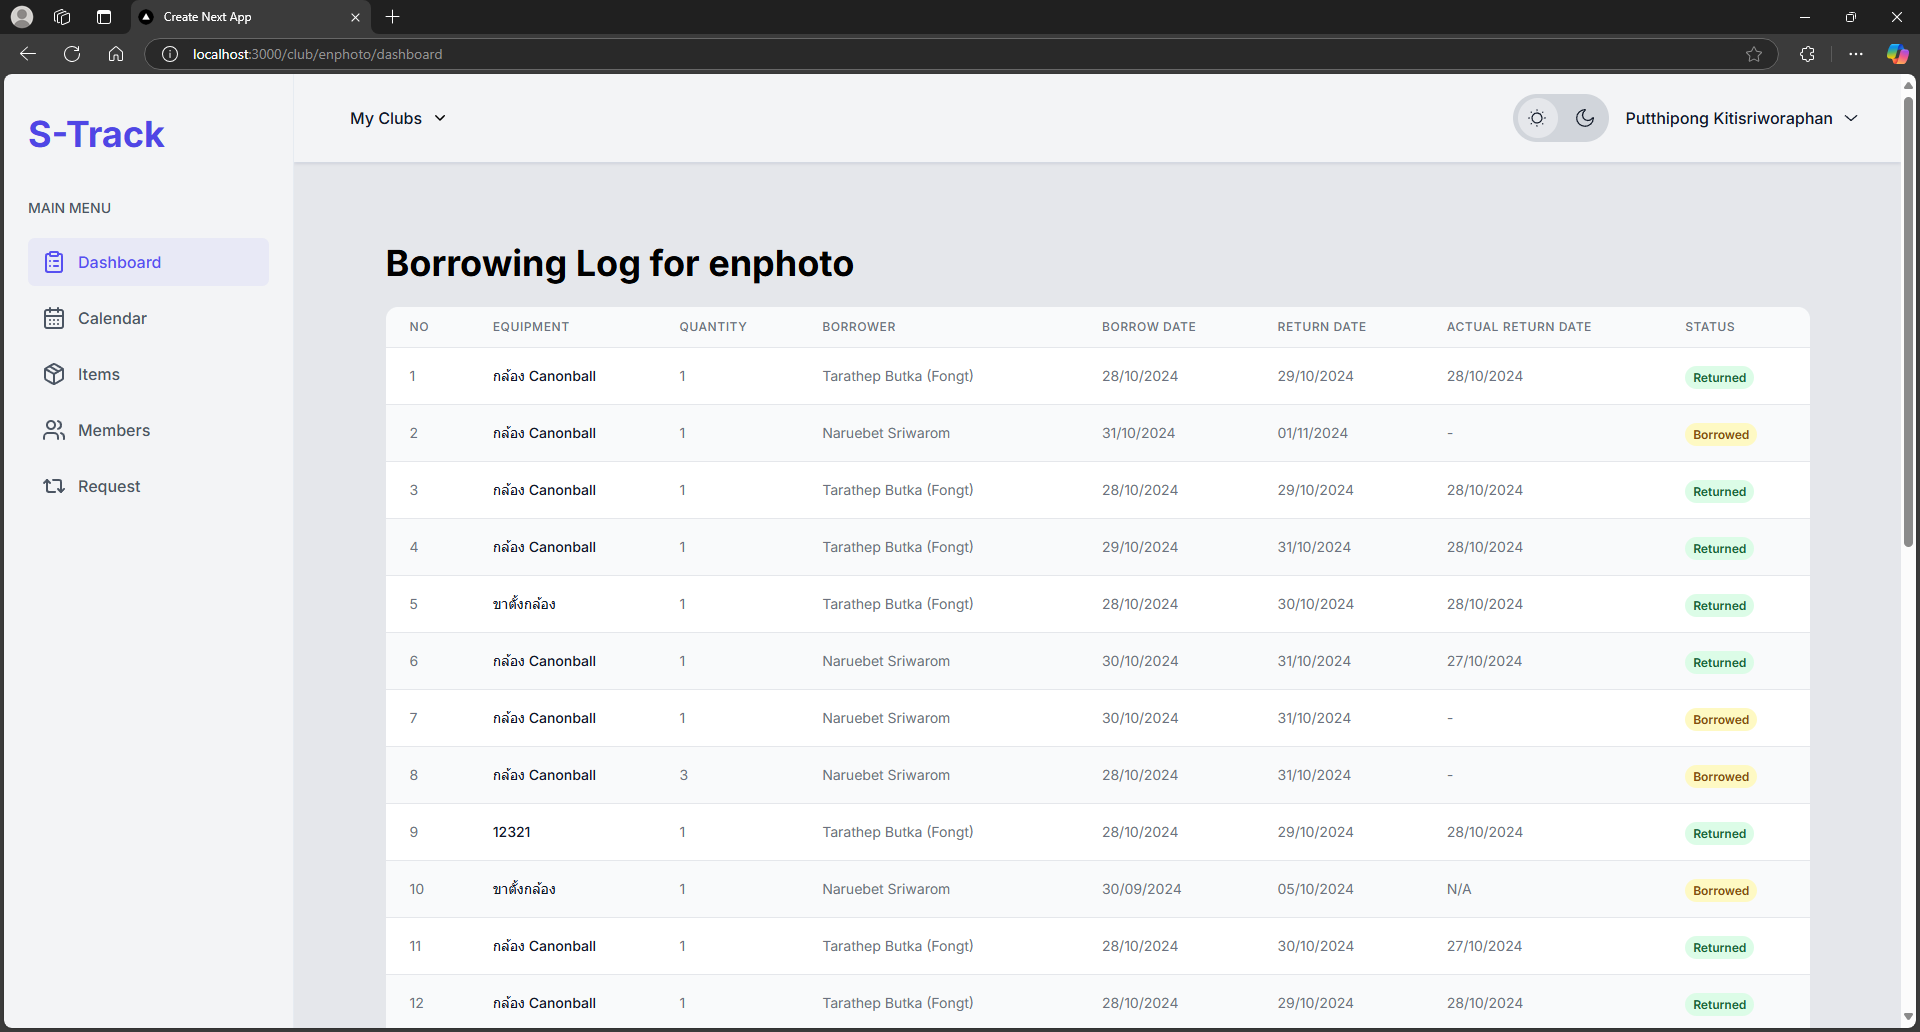 Create Next App
localhost:3000/club/enphoto/dashboard
S-Track
My Clubs
Putthipong Kitisriworaphan
MAIN MENU
Dashboard
Calendar
Items
Members
Request
Borrowing Log for enphoto
NO EQUIPMENT QUANTITY BORROWER BORROW DATE RETURN DATE ACTUAL RETURN DATE STATUS
1 กล้อง Canonball 1 Tarathep Butka (Fongt) 28/10/2024 29/10/2024 28/10/2024 Returned
2 กล้อง Canonball 1 Naruebet Sriwarom 31/10/2024 01/11/2024 - Borrowed
3 กล้อง Canonball 1 Tarathep Butka (Fongt) 28/10/2024 29/10/2024 28/10/2024 Returned
4 กล้อง Canonball 1 Tarathep Butka (Fongt) 29/10/2024 31/10/2024 28/10/2024 Returned
5 ขาตั้งกล้อง 1 Tarathep Butka (Fongt) 28/10/2024 30/10/2024 28/10/2024 Returned
6 กล้อง Canonball 1 Naruebet Sriwarom 30/10/2024 31/10/2024 27/10/2024 Returned
7 กล้อง Canonball 1 Naruebet Sriwarom 30/10/2024 31/10/2024 - Borrowed
8 กล้อง Canonball 3 Naruebet Sriwarom 28/10/2024 31/10/2024 - Borrowed
9 12321 1 Tarathep Butka (Fongt) 28/10/2024 29/10/2024 28/10/2024 Returned
10 ขาตั้งกล้อง 1 Naruebet Sriwarom 30/09/2024 05/10/2024 N/A Borrowed
11 กล้อง Canonball 1 Tarathep Butka (Fongt) 28/10/2024 30/10/2024 27/10/2024 Returned
12 กล้อง Canonball 1 Tarathep Butka (Fongt) 28/10/2024 29/10/2024 28/10/2024 Returned